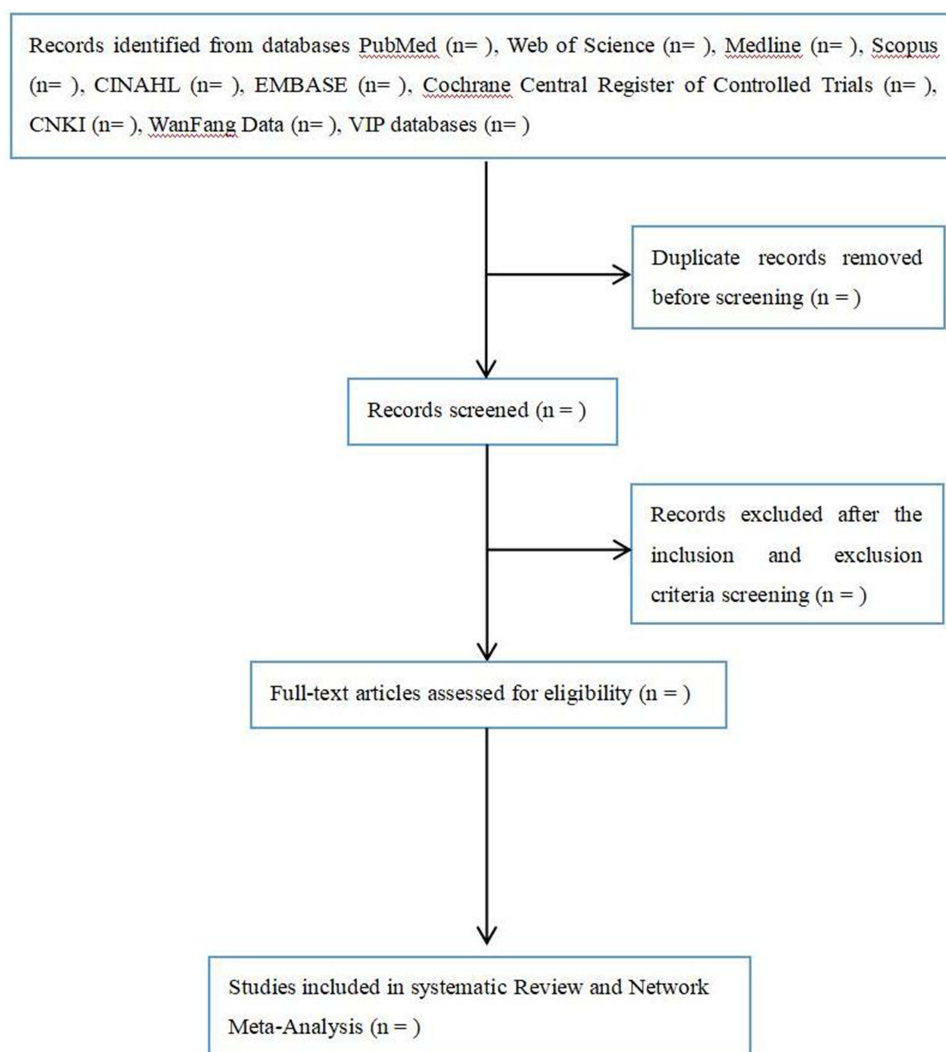 Records identified from databases PubMed (n= ), Web of Science (n= ), Medline (n= ), Scopus
(n= ), CINAHL (n= ), EMBASE (n= ), Cochrane Central Register of Controlled Trials (n= ),
CNKI (n= ), WanFang Data (n= ), VIP databases (n= )
Duplicate records removed
before screening (n = )
Records screened (n = )
Records excluded after the
inclusion and exclusion
criteria screening (n = )
Full-text articles assessed for eligibility (n = )
Studies included in systematic Review and Network
Meta-Analysis (n = )